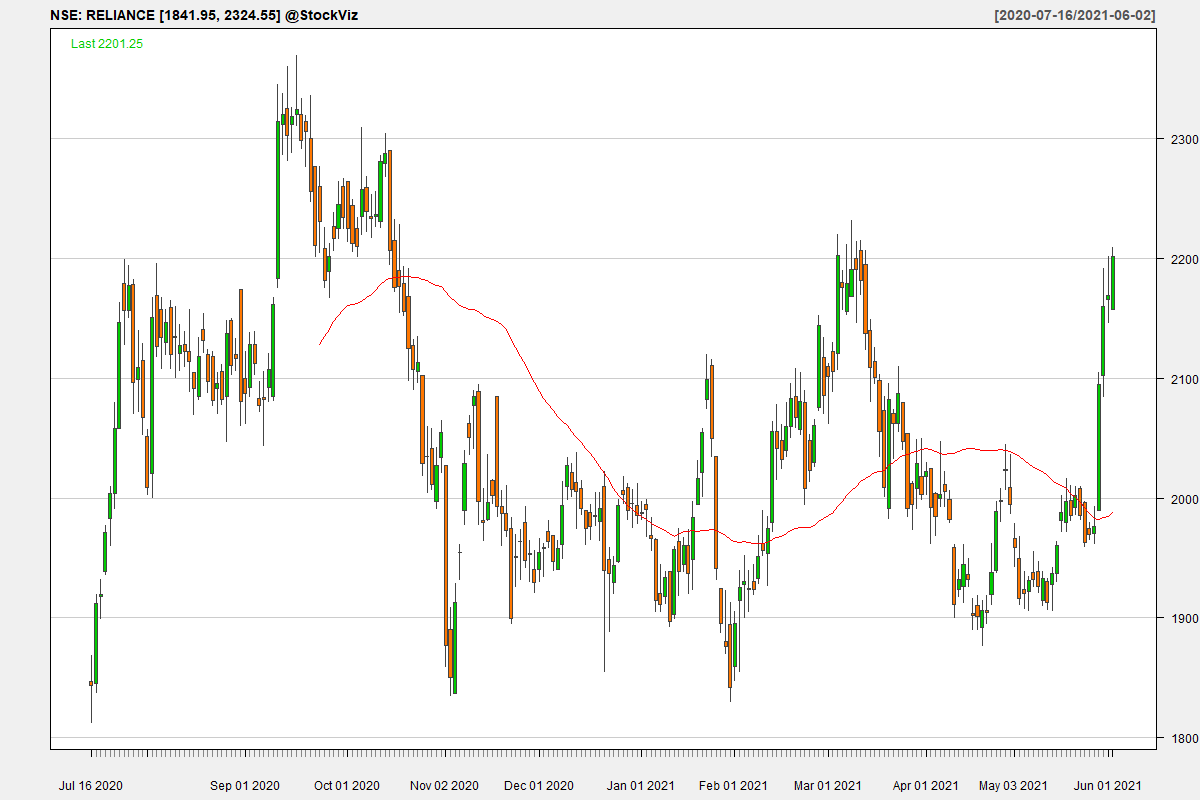 NSE: RELIANCE [1841.95, 2324.55] @StockViz
[2020-07-16/2021-06-02]
Last 2201.25
2300
2200
2100
2000
1900
1800
Jul 16 2020 Sep 01 2020 Oct 01 2020 Nov 02 2020 Dec 01 2020 Jan 01 2021 Feb 01 2021 Mar 01 2021 Apr 01 2021 May 03 2021 Jun 01 2021